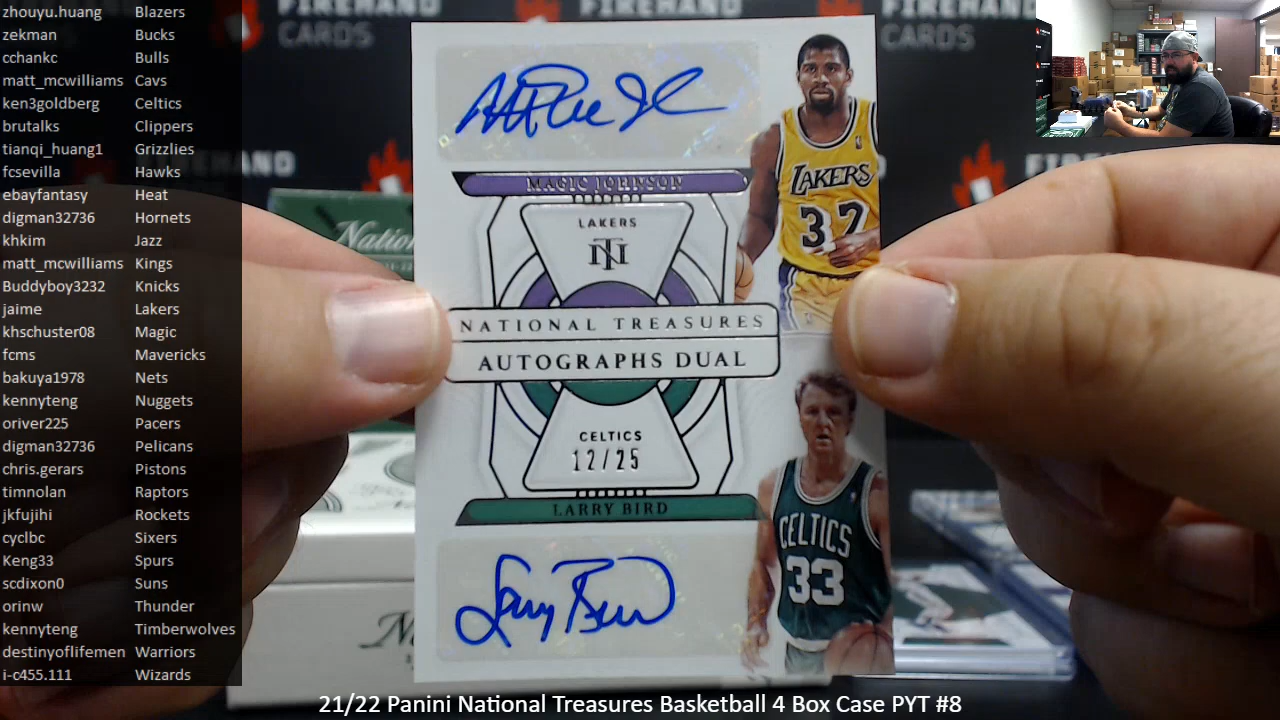 zhouyu.huang Blazers
zekman Bucks
cchankc Bulls
matt_mcwilliams Cavs
ken3goldberg Celtics
brutalks Clippers
tianqi_huang1 Grizzlies
fcsevilla Hawks
ebayfantasy Heat
digman32736 Hornets
khkim Jazz
matt_mcwilliams Kings
Buddyboy3232 Knicks
jaime Lakers
khschuster08 Magic
fcms Mavericks
bakuya1978 Nets
kennyteng Nuggets
oriver225 Pacers
digman32736 Pelicans
chris.gerars Pistons
timnolan Raptors
jkfujihi Rockets
cyclbc Sixers
Keng33 Spurs
scdixon0 Suns
orinw Thunder
kennyteng Timberwolves
destinyoflifemen Warriors
i-c455.111 Wizards
FIREHAND
CARDS
MAGIC JOHNSON
LAKERS
NT
NATIONAL TREASURES
AUTOGRAPHS DUAL
CELTICS
12/25
LARRY BIRD
Larry Bird
LAKERS
32
CELTICS
33
21/22 Panini National Treasures Basketball 4 Box Case PYT #8